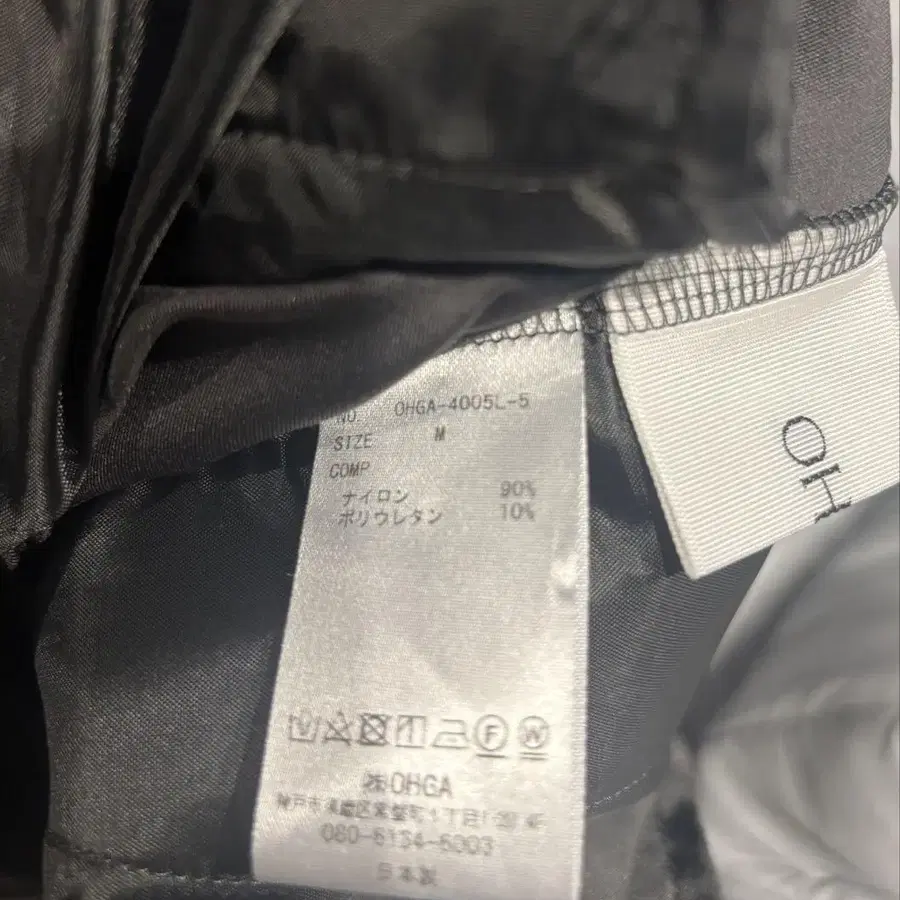 NO. OHGA-4005L-5
SIZE M
COMP
ナイロン 90%
ポリウレタン 10%
F W
㈱OHGA
080-6134-6003
日本製
OH